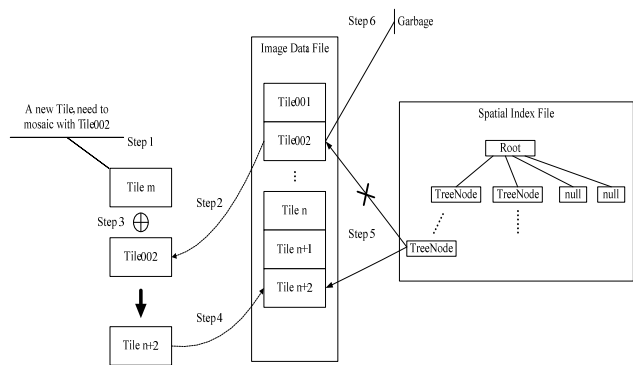 Step 6
Garbage
Image Data File
A new Tile, need to
mosaic with Tile002
Step 1
Tile m
Step 3
Tile002
Tile n+2
Step 2
Step 4
Tile001
Tile002
Tile n
Tile n+1
Tile n+2
Step 5
Spatial Index File
Root
TreeNode
TreeNode
null
null
TreeNode